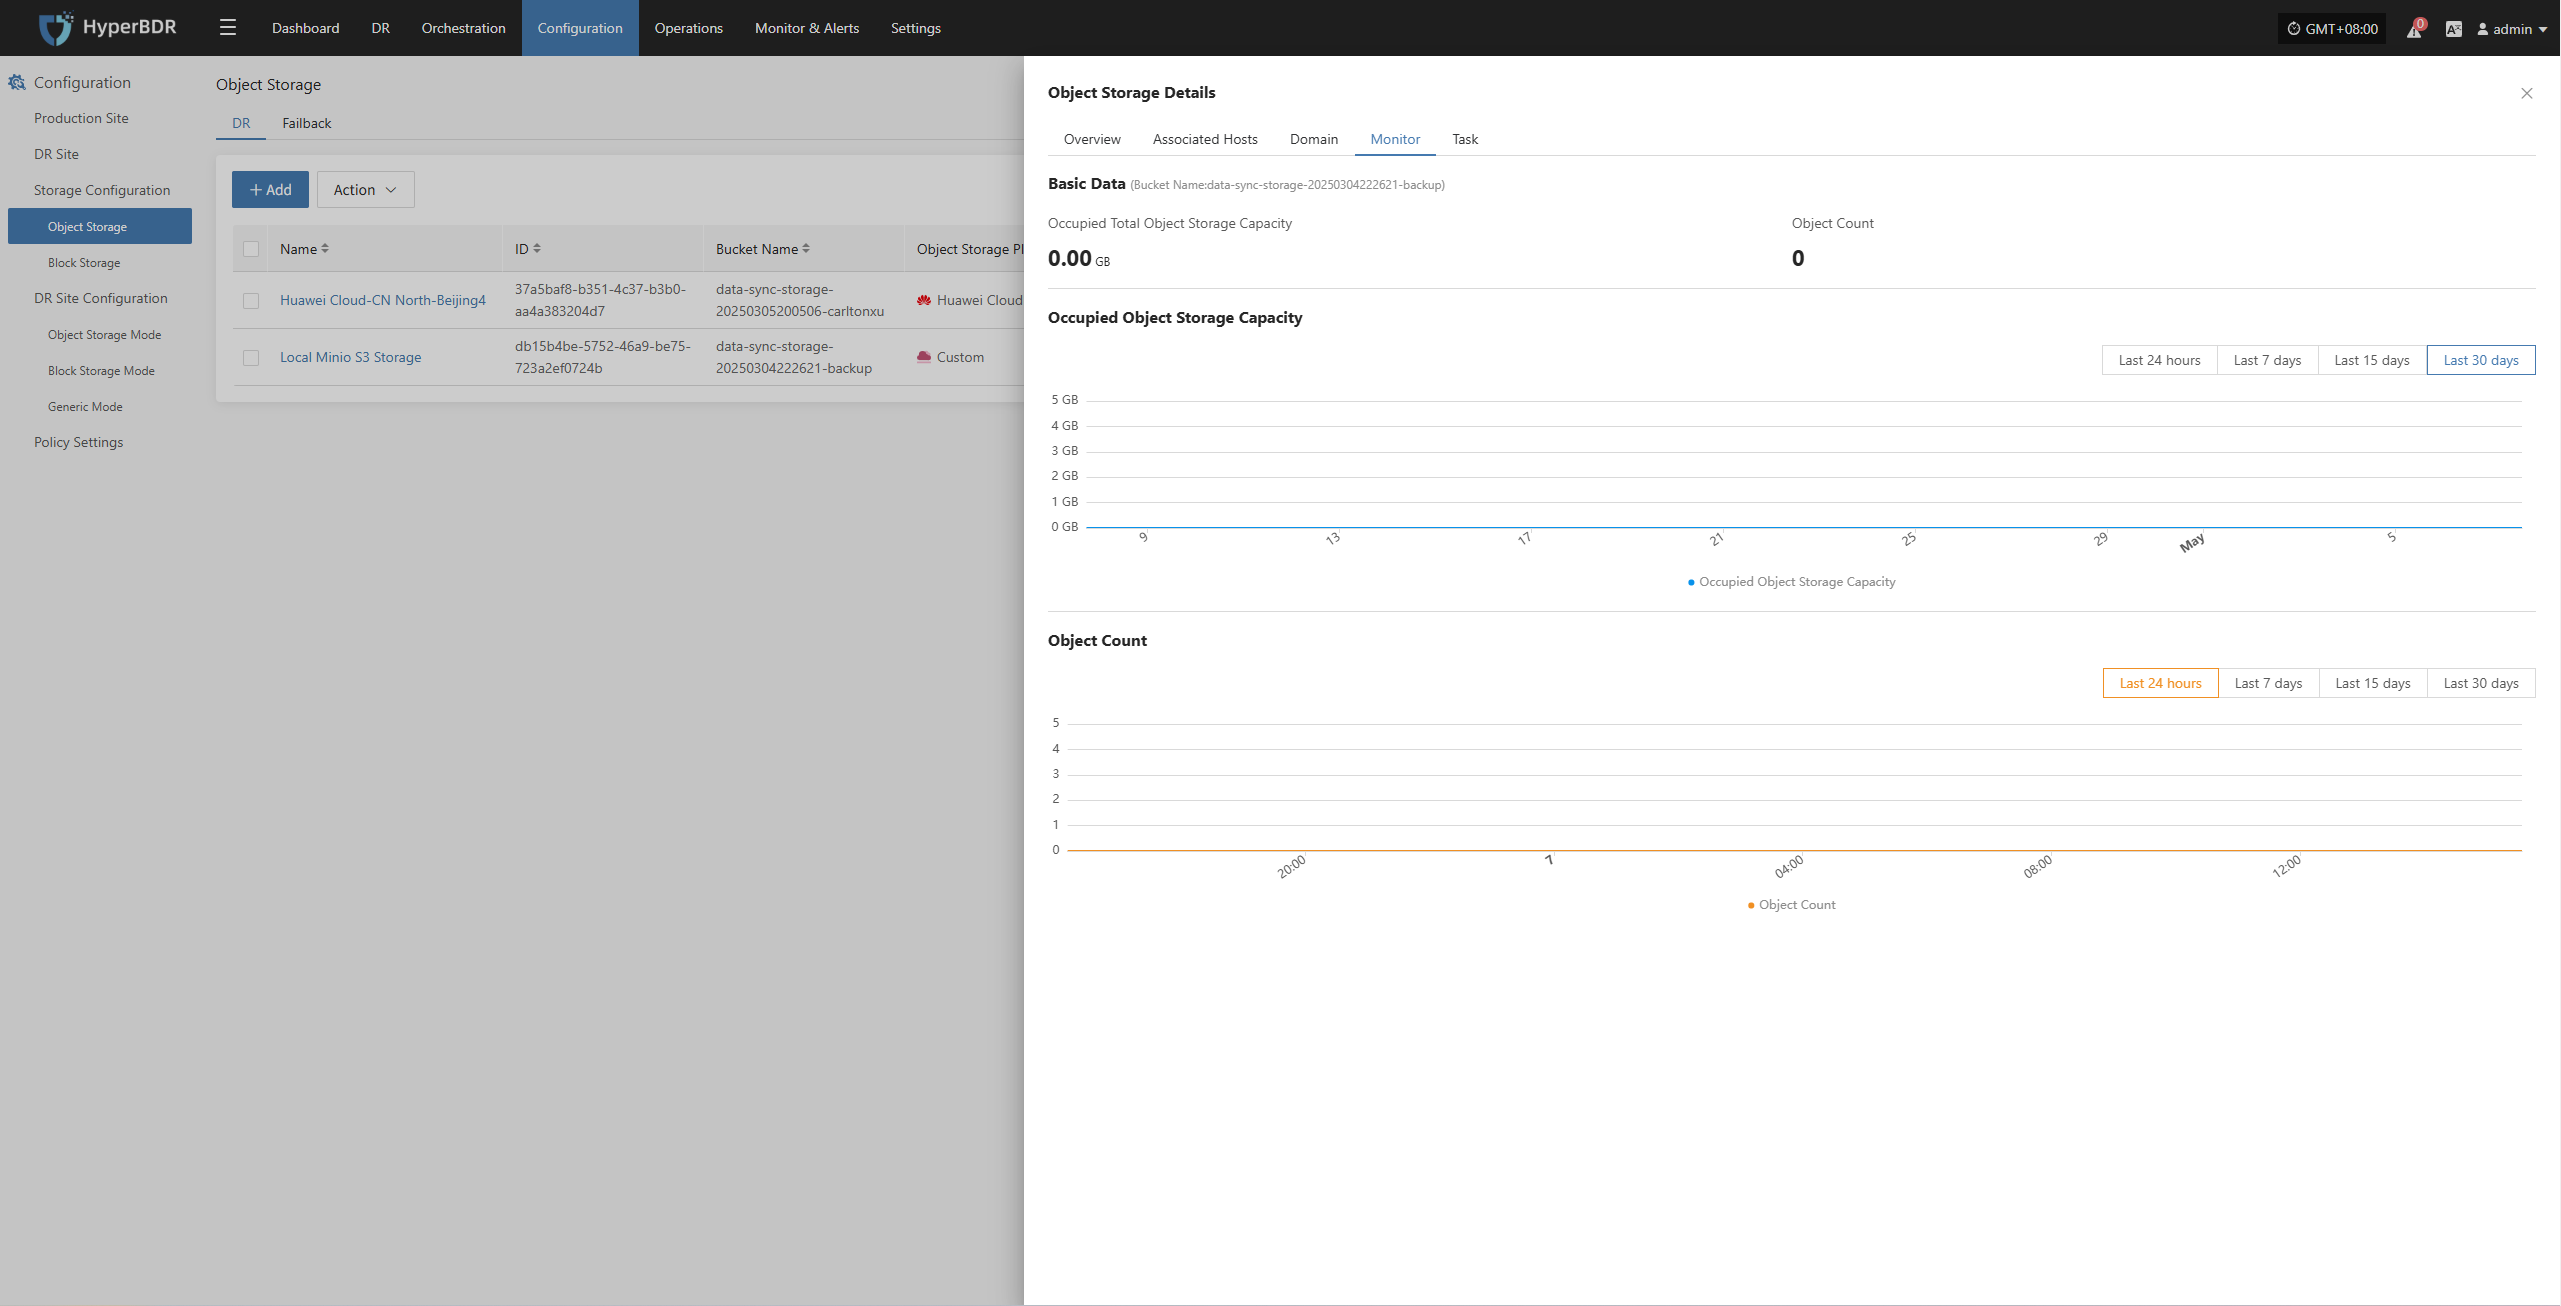 HyperBDR
Dashboard DR Orchestration Configuration Operations Monitor & Alerts Settings
GMT+08:00 0 admin
Configuration
Production Site
DR Site
Storage Configuration
Object Storage
Block Storage
DR Site Configuration
Object Storage Mode
Block Storage Mode
Generic Mode
Policy Settings
Object Storage
DR Failback
Add Action
Name ID Bucket Name Object Storage Pl
Huawei Cloud-CN North-Beijing4 37a5baf8-b351-4c37-b3b0- data-sync-storage- Huawei Cloud
aa4a383204d7 20250305200506-carltonxu
Local Minio S3 Storage db15b4be-5752-46a9-be75- data-sync-storage- Custom
723a2ef0724b 20250304222621-backup
Object Storage Details
Overview Associated Hosts Domain Monitor Task
Basic Data (Bucket Name:data-sync-storage-20250304222621-backup)
Occupied Total Object Storage Capacity Object Count
0.00 GB 0
Occupied Object Storage Capacity
Last 24 hours Last 7 days Last 15 days Last 30 days
5 GB
4 GB
3 GB
2 GB
1 GB
0 GB
9 13 17 21 25 29 May 5
Occupied Object Storage Capacity
Object Count
Last 24 hours Last 7 days Last 15 days Last 30 days
5
4
3
2
1
0
20:00 7 04:00 08:00 12:00
Object Count